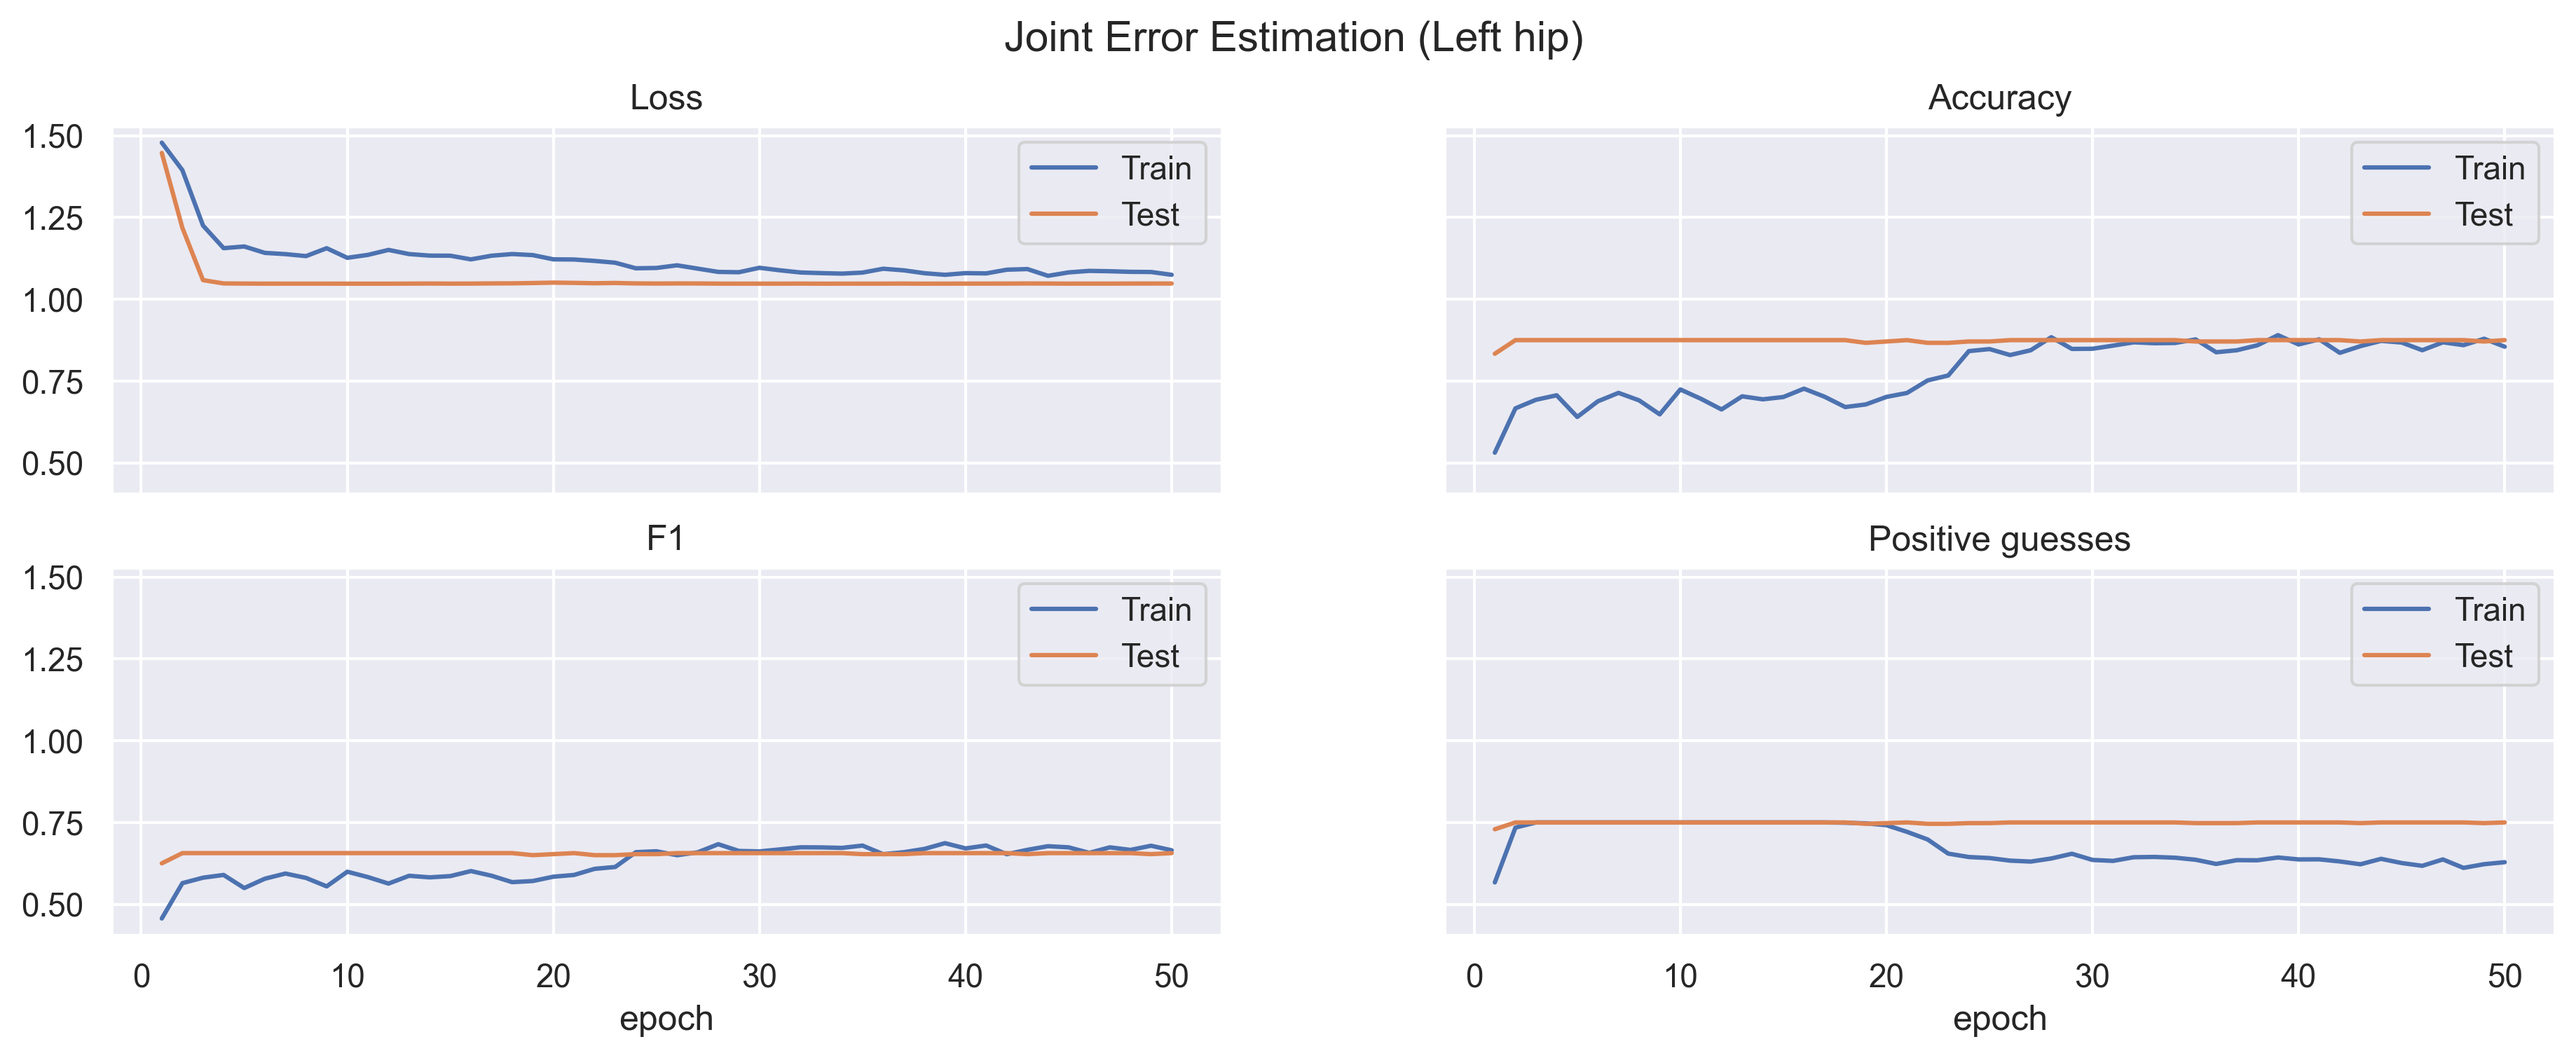 Joint Error Estimation (Left hip)
Loss
1.50
1.25
1.00
0.75
0.50
Train
Test
Accuracy
Train
Test
F1
1.50
1.25
1.00
0.75
0.50
0 10 20 30 40 50
epoch
Train
Test
Positive guesses
Train
Test
0 10 20 30 40 50
epoch